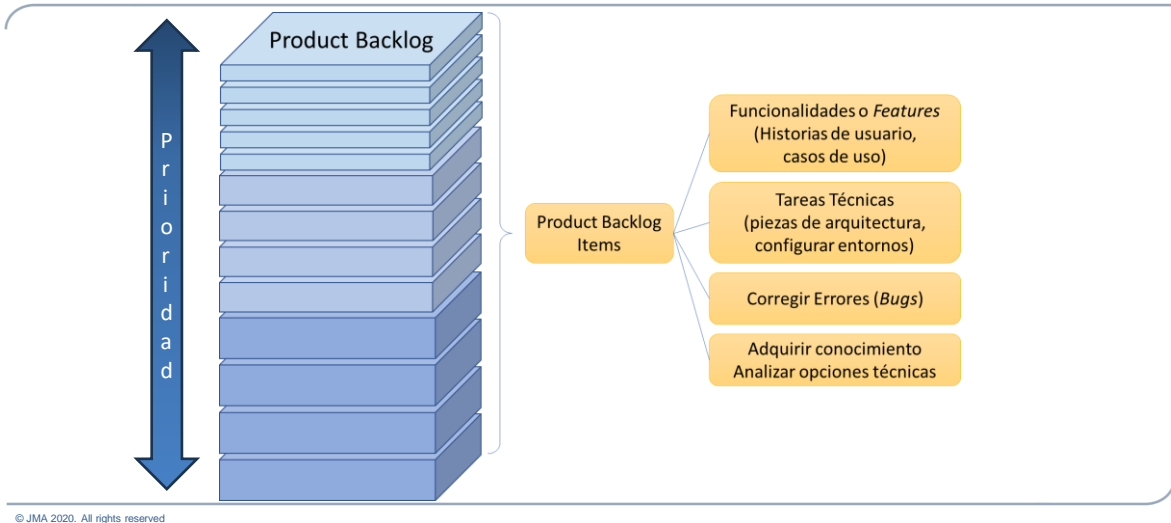 Product Backlog
Prioridad
Product Backlog
Items
Funcionalidades o Features
(Historias de usuario,
casos de uso)
Tareas Técnicas
(piezas de arquitectura,
configurar entornos)
Corregir Errores (Bugs)
Adquirir conocimiento
Analizar opciones técnicas
© JMA 2020. All rights reserved